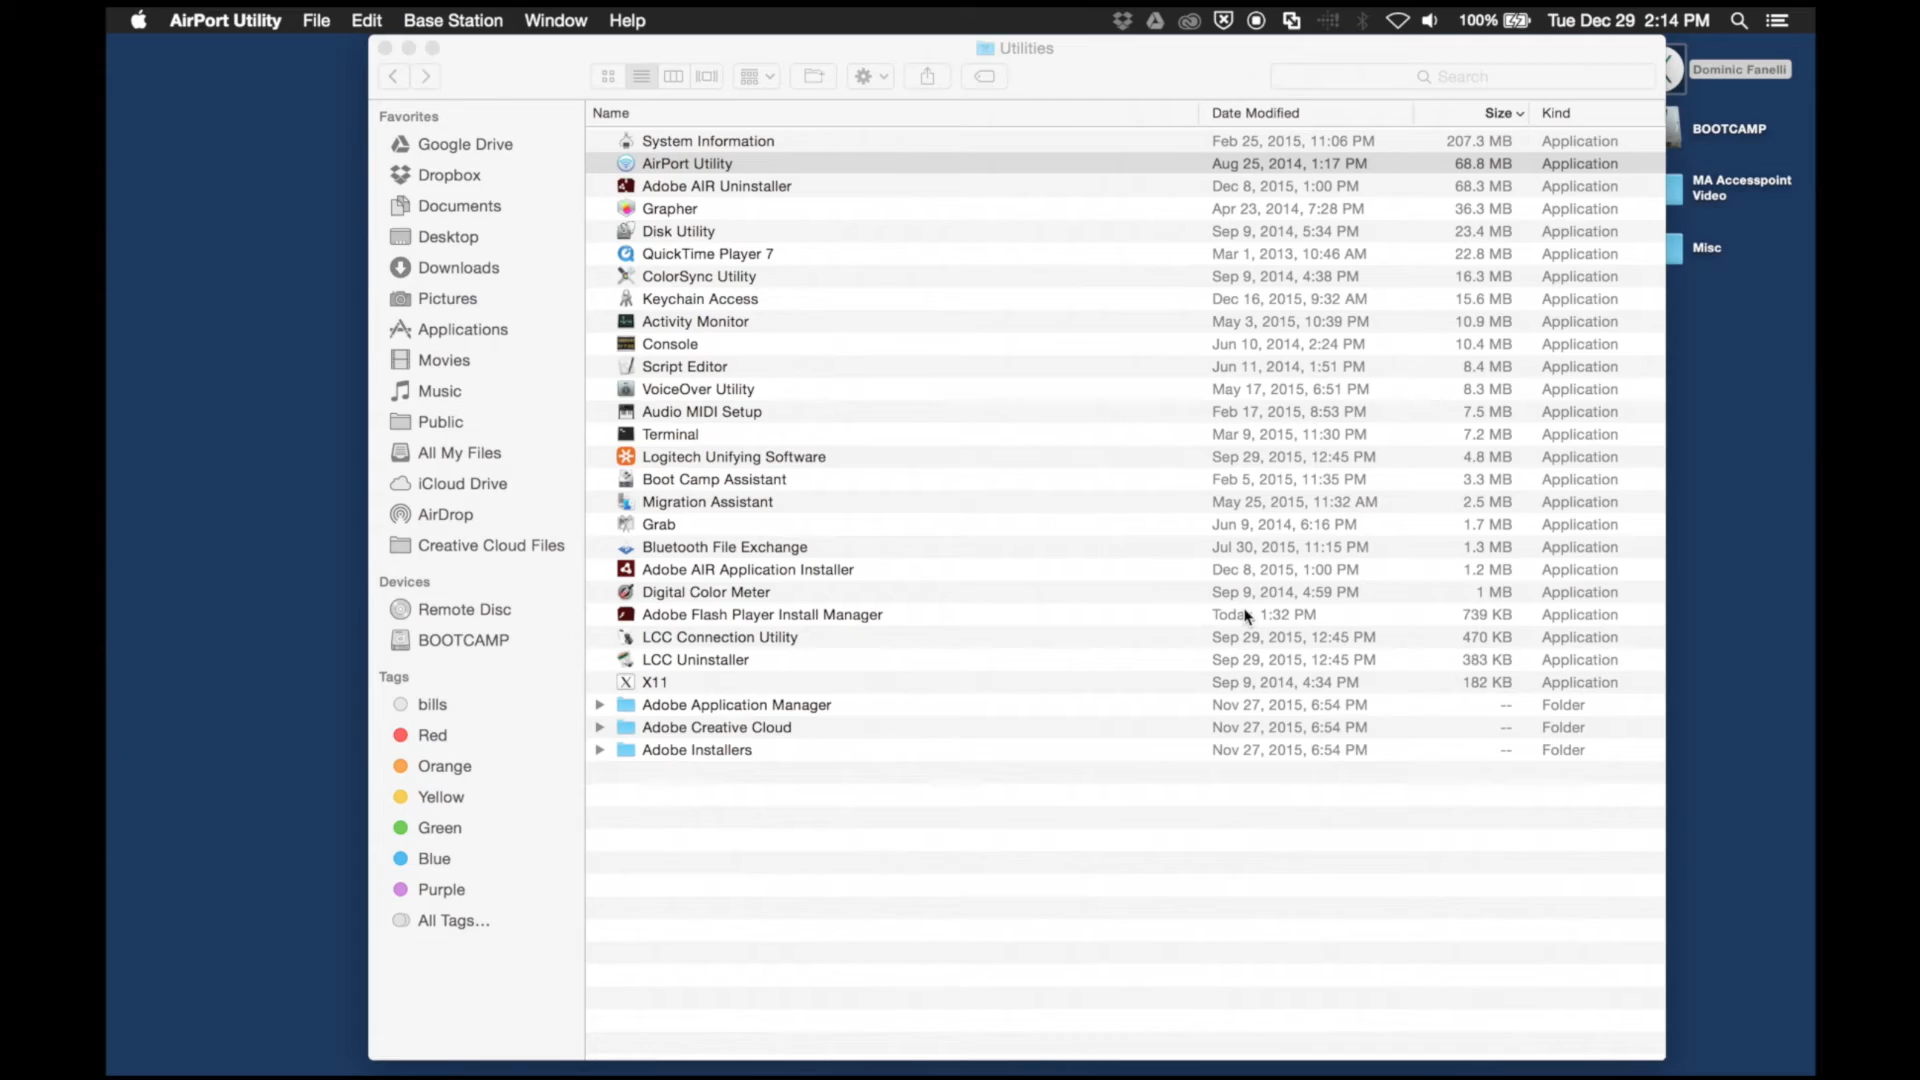 AirPort Utility File Edit Base Station Window Help 100% Tue Dec 29 2:14 PM
Utilities
Search
Dominic Fanelli
BOOTCAMP
MA Accesspoint
Video
Misc
Favorites
Google Drive
Dropbox
Documents
Desktop
Downloads
Pictures
Applications
Movies
Music
Public
All My Files
iCloud Drive
AirDrop
Creative Cloud Files
Devices
Remote Disc
BOOTCAMP
Tags
bills
Red
Orange
Yellow
Green
Blue
Purple
All Tags...
Name Date Modified Size Kind
System Information Feb 25, 2015, 11:06 PM 207.3 MB Application
AirPort Utility Aug 25, 2014, 1:17 PM 68.8 MB Application
Adobe AIR Uninstaller Dec 8, 2015, 1:00 PM 68.3 MB Application
Grapher Apr 23, 2014, 7:28 PM 36.3 MB Application
Disk Utility Sep 9, 2014, 5:34 PM 23.4 MB Application
QuickTime Player 7 Mar 1, 2013, 10:46 AM 22.8 MB Application
ColorSync Utility Sep 9, 2014, 4:38 PM 16.3 MB Application
Keychain Access Dec 16, 2015, 9:32 AM 15.6 MB Application
Activity Monitor May 3, 2015, 10:39 PM 10.9 MB Application
Console Jun 10, 2014, 2:24 PM 10.4 MB Application
Script Editor Jun 11, 2014, 1:51 PM 8.4 MB Application
VoiceOver Utility May 17, 2015, 6:51 PM 8.3 MB Application
Audio MIDI Setup Feb 17, 2015, 8:53 PM 7.5 MB Application
Terminal Mar 9, 2015, 11:30 PM 7.2 MB Application
Logitech Unifying Software Sep 29, 2015, 12:45 PM 4.8 MB Application
Boot Camp Assistant Feb 5, 2015, 11:35 PM 3.3 MB Application
Migration Assistant May 25, 2015, 11:32 AM 2.5 MB Application
Grab Jun 9, 2014, 6:16 PM 1.7 MB Application
Bluetooth File Exchange Jul 30, 2015, 11:15 PM 1.3 MB Application
Adobe AIR Application Installer Dec 8, 2015, 1:00 PM 1.2 MB Application
Digital Color Meter Sep 9, 2014, 4:59 PM 1 MB Application
Adobe Flash Player Install Manager Today, 1:32 PM 739 KB Application
LCC Connection Utility Sep 29, 2015, 12:45 PM 470 KB Application
LCC Uninstaller Sep 29, 2015, 12:45 PM 383 KB Application
X11 Sep 9, 2014, 4:34 PM 182 KB Application
Adobe Application Manager Nov 27, 2015, 6:54 PM -- Folder
Adobe Creative Cloud Nov 27, 2015, 6:54 PM -- Folder
Adobe Installers Nov 27, 2015, 6:54 PM -- Folder